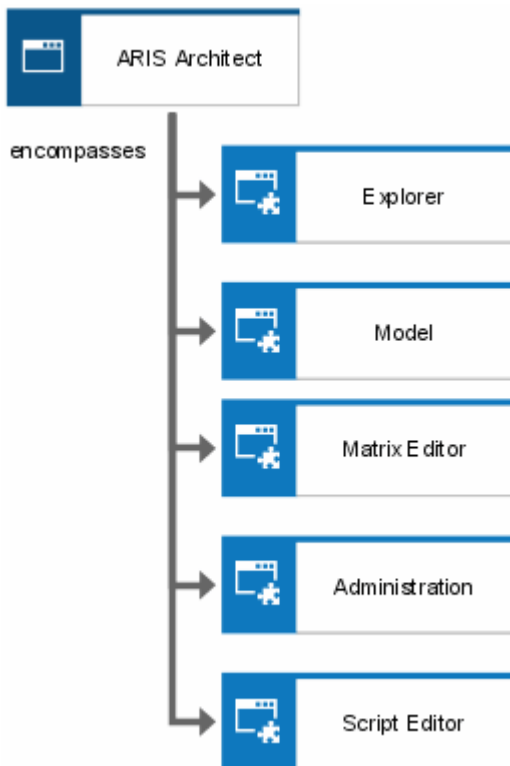 ARIS Architect
encompasses
Explorer
Model
Matrix Editor
Administration
Script Editor